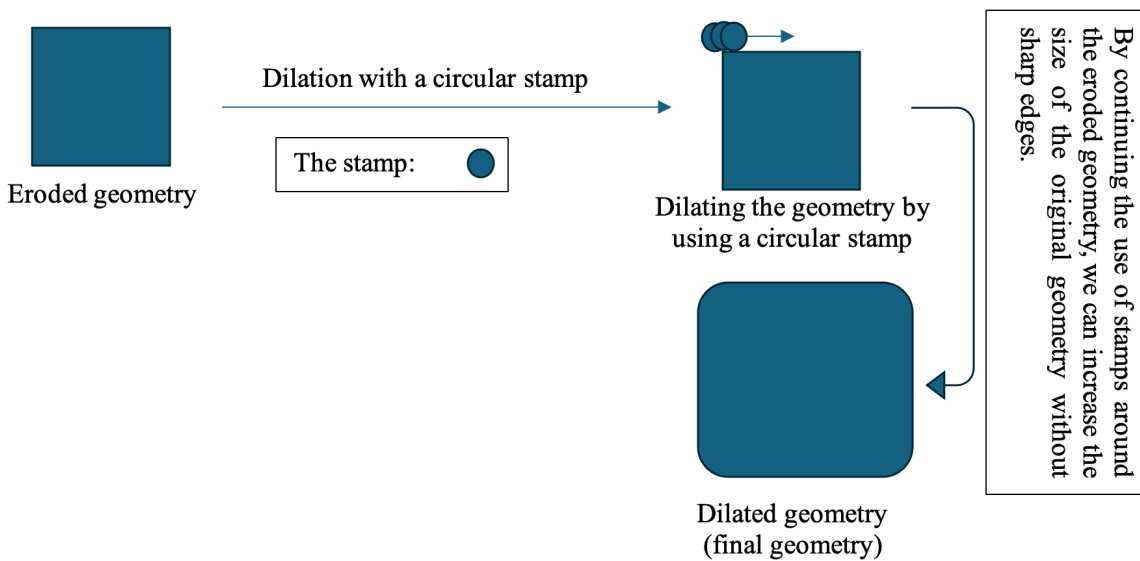 Dilation with a circular stamp
The stamp:
Eroded geometry
Dilating the geometry by
using a circular stamp
By continuing the use of stamps around
the eroded geometry, we can increase the
size of the original geometry without
sharp edges.
Dilated geometry
(final geometry)